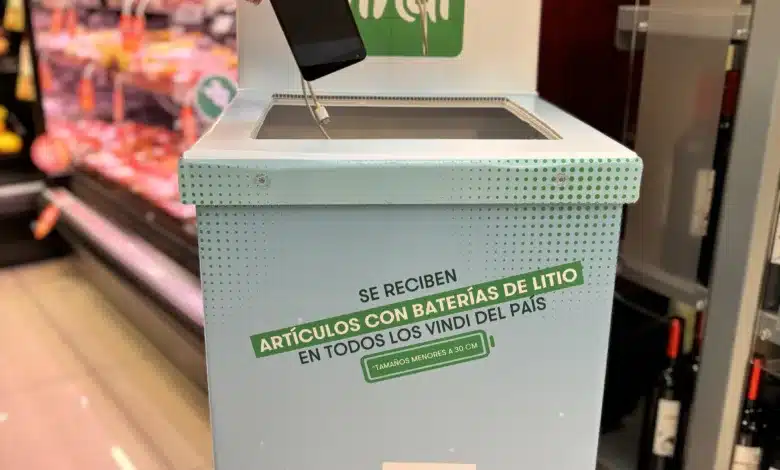 SE RECIBEN
ARTÍCULOS CON BATERÍAS DE LITIO
EN TODOS LOS VINDI DEL PAÍS
*TAMAÑOS MENORES A 30 CM